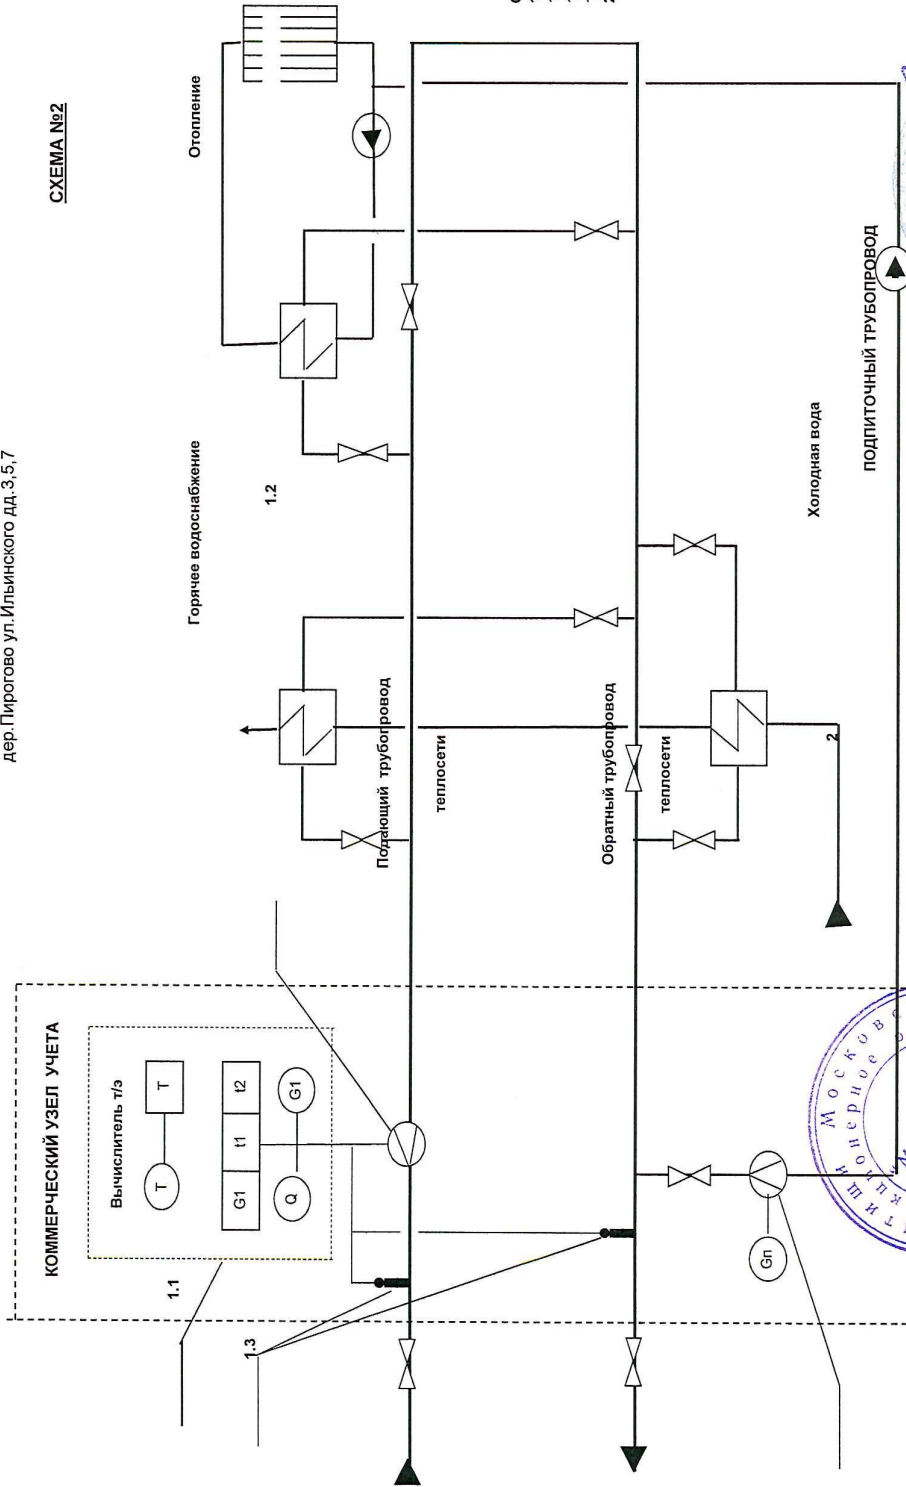 дер.Пирогово ул.Ильинского дд.3,5,7
СХЕМА №2
КОММЕРЧЕСКИЙ УЗЕЛ УЧЕТА
Вычислитель т/э
T
T
G1
t1
t2
Q
G1
1.1
1.3
Горячее водоснабжение
1.2
Отопление
Подающий трубопровод
теплосети
Обратный трубопровод
теплосети
Gп
2
Холодная вода
ПОДПИТОЧНЫЙ ТРУБОПРОВОД